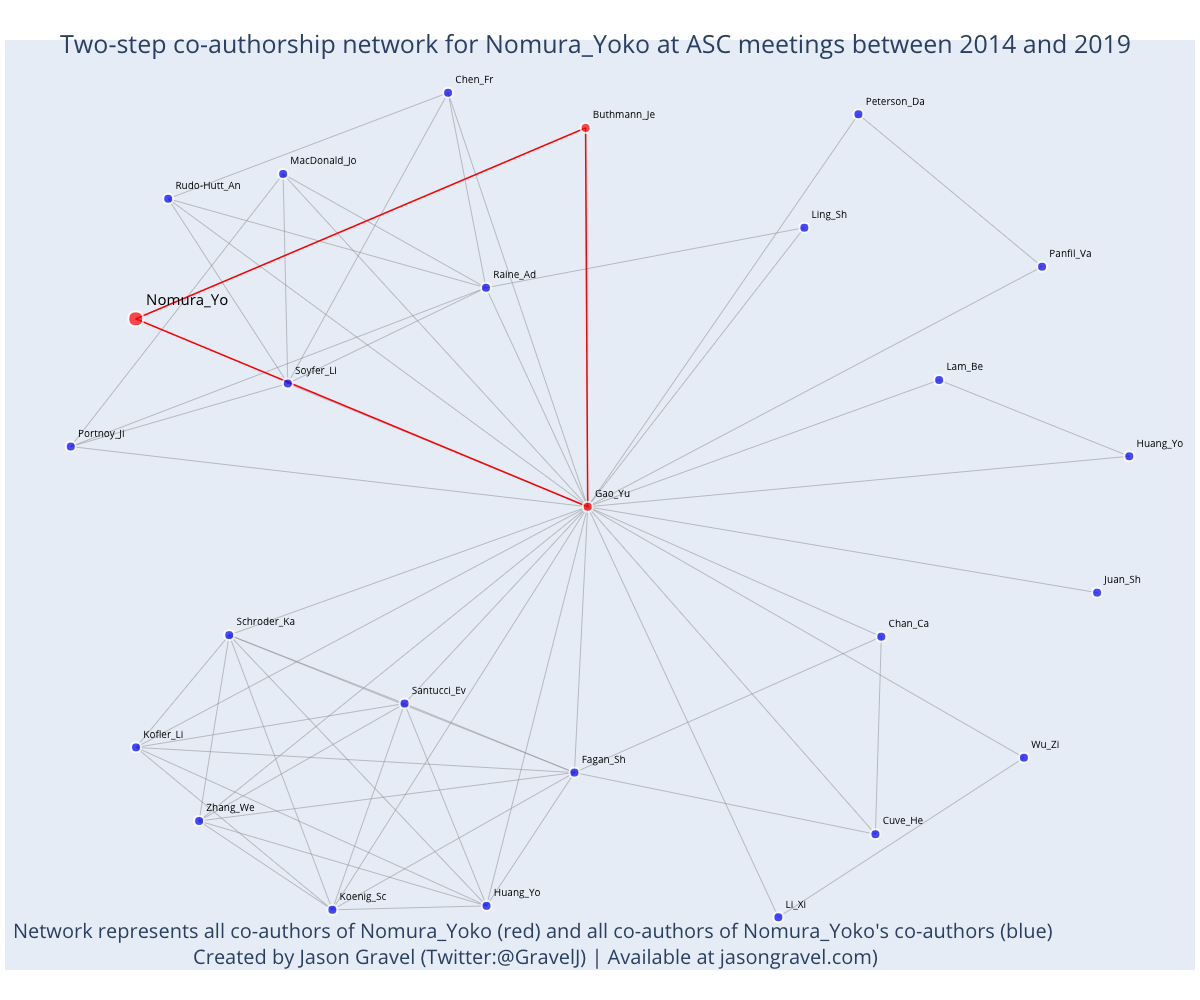 Two-step co-authorship network for Nomura_Yoko at ASC meetings between 2014 and 2019
Chen_Fr
Peterson_Da
Buthmann_Je
MacDonald_Jo
Rudo-Hutt_An
Ling_Sh
Panfil_Va
Raine_Ad
Nomura_Yo
Lam_Be
Soyfer_Li
Portnoy_Ji
Huang_Yo
Gao_Yu
Juan_Sh
Schroder_Ka
Chan_Ca
Santucci_Ev
Kofler_Li
Wu_Zi
Fagan_Sh
Zhang_We
Cuve_He
Koenig_Sc
Huang_Yo
Li_Xi
Network represents all co-authors of Nomura_Yoko (red) and all co-authors of Nomura_Yoko's co-authors (blue)
Created by Jason Gravel (Twitter:@GravelJ) | Available at jasongravel.com)